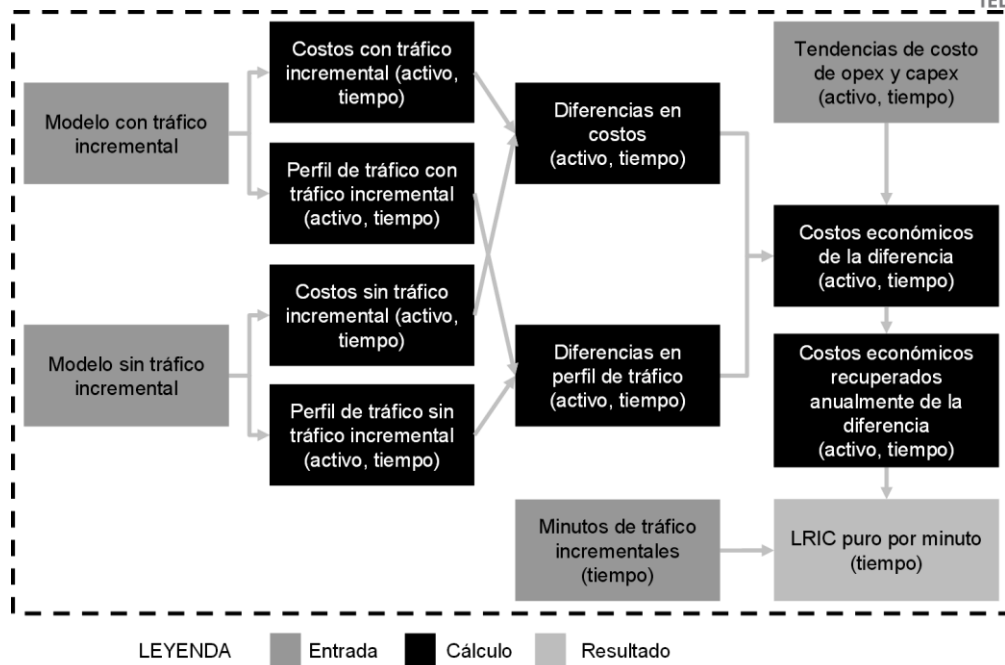 TEL
Modelo con tráfico
incremental
Modelo sin tráfico
incremental
Costos con tráfico
incremental (activo,
tiempo)
Perfil de tráfico con
tráfico incremental
(activo, tiempo)
Costos sin tráfico
incremental (activo,
tiempo)
Perfil de tráfico sin
tráfico incremental
(activo, tiempo)
Diferencias en
costos
(activo, tiempo)
Diferencias en
perfil de tráfico
(activo, tiempo)
Minutos de tráfico
incrementales
(tiempo)
Tendencias de costo
de opex y capex
(activo, tiempo)
Costos económicos
de la diferencia
(activo, tiempo)
Costos económicos
recuperados
anualmente de la
diferencia
(activo, tiempo)
LRIC puro por minuto
(tiempo)
LEYENDA
Entrada
Cálculo
Resultado